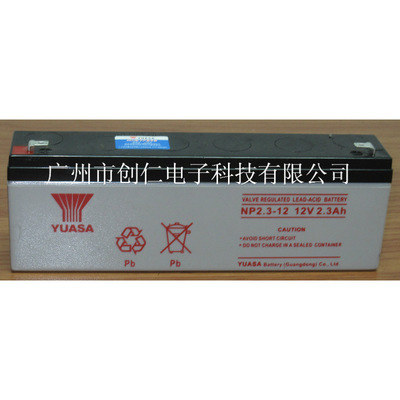 YUASA
广州市创仁电子科技有限公司
VALVE REGULATED LEAD-ACID BATTERY
NP2.3-12 12V 2.3Ah
YUASA
Pb
Pb
CAUTION
•AVOID SHORT CIRCUIT
•DO NOT CHARGE IN A SEALED CONTAINER.
YUASA Battery (Guangdong) Co., Ltd.